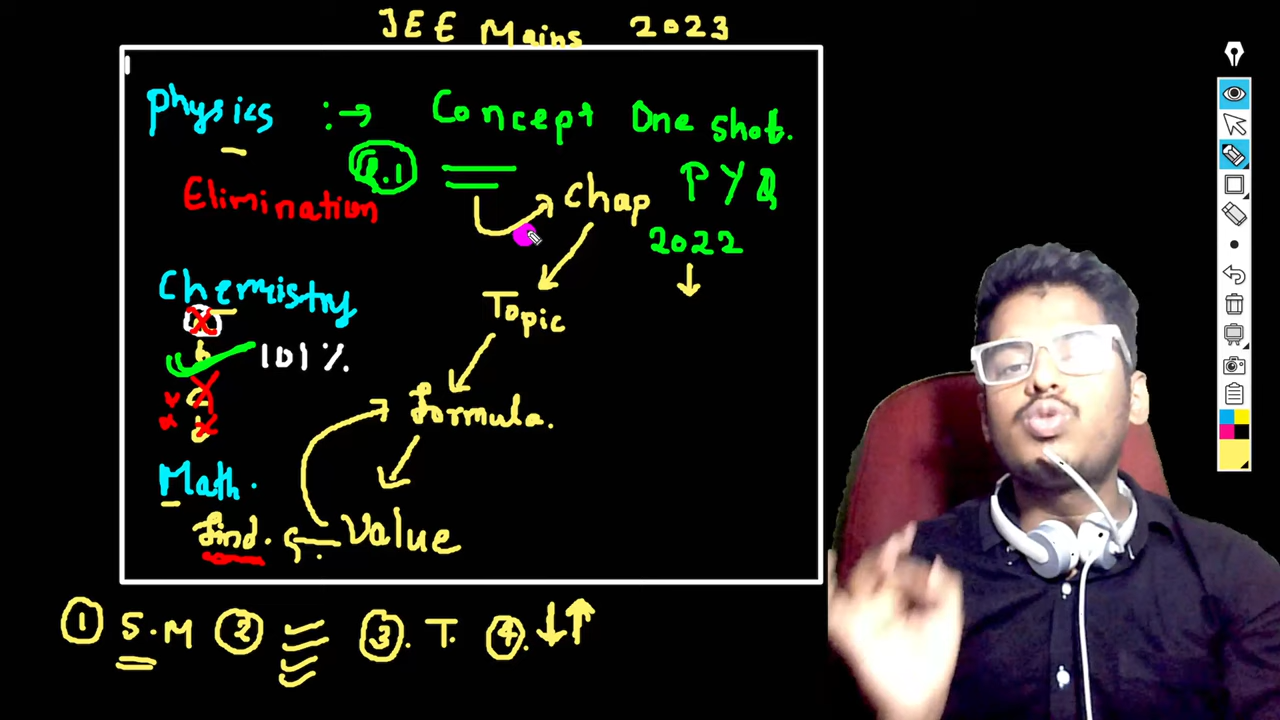 JEE Mains 2023
Physics :→ Concept One shot.
Q.1
Chap PYQ
Elimination
2022
Chemistry
Topic
b 101%
Formula.
Math.
find. Value
① S.M ② ③. T. ④.